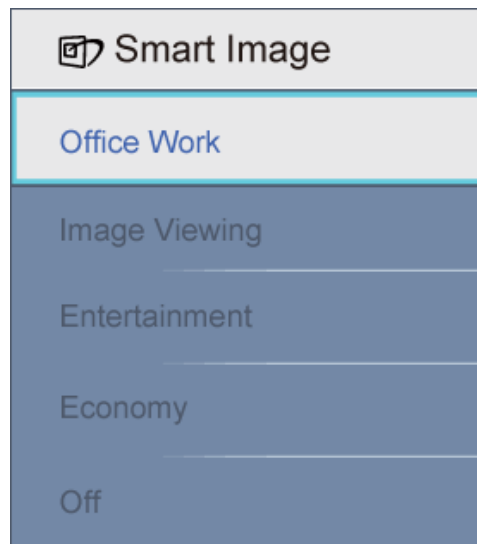 Smart Image
Office Work
Image Viewing
Entertainment
Economy
Off